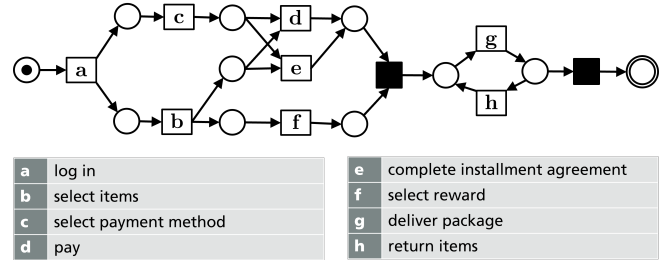 c
d
g
a
e
h
b
f
a log in
b select items
c select payment method
d pay
e complete installment agreement
f select reward
g deliver package
h return items